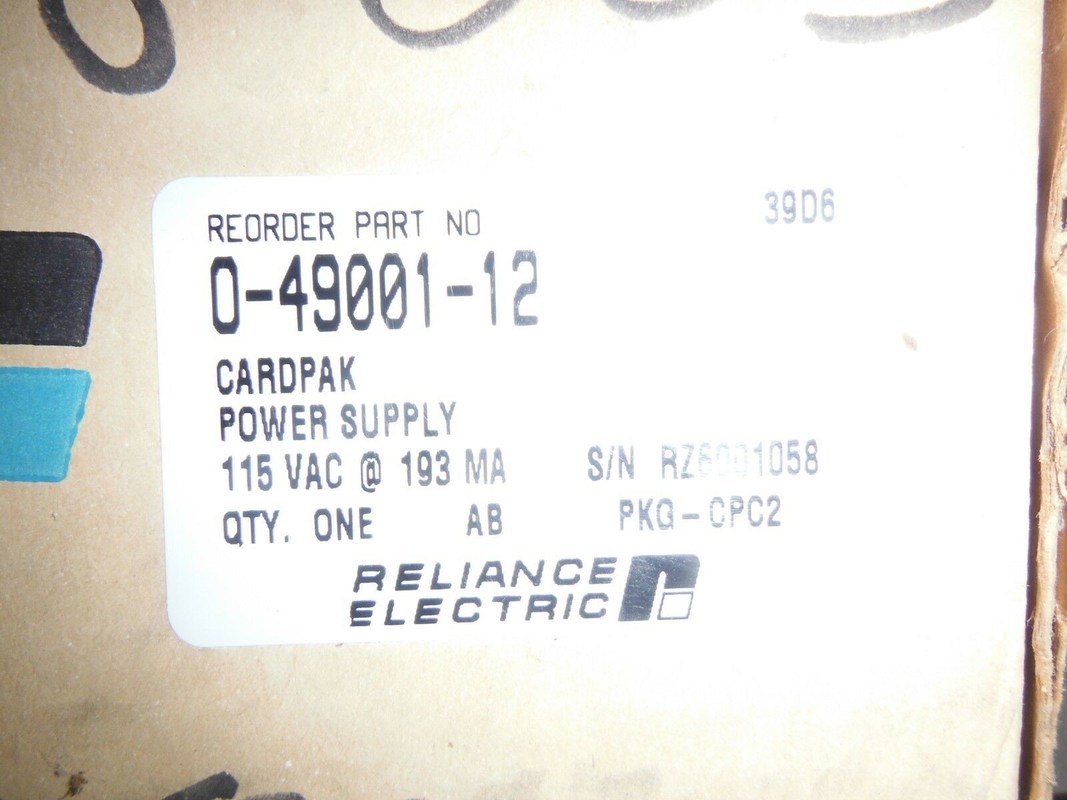 REORDER PART NO 39D6
0-49001-12
CARDPAK
POWER SUPPLY
115 VAC @ 193 MA S/N RZ6001058
QTY. ONE AB PKG-CPC2
RELIANCE
ELECTRIC